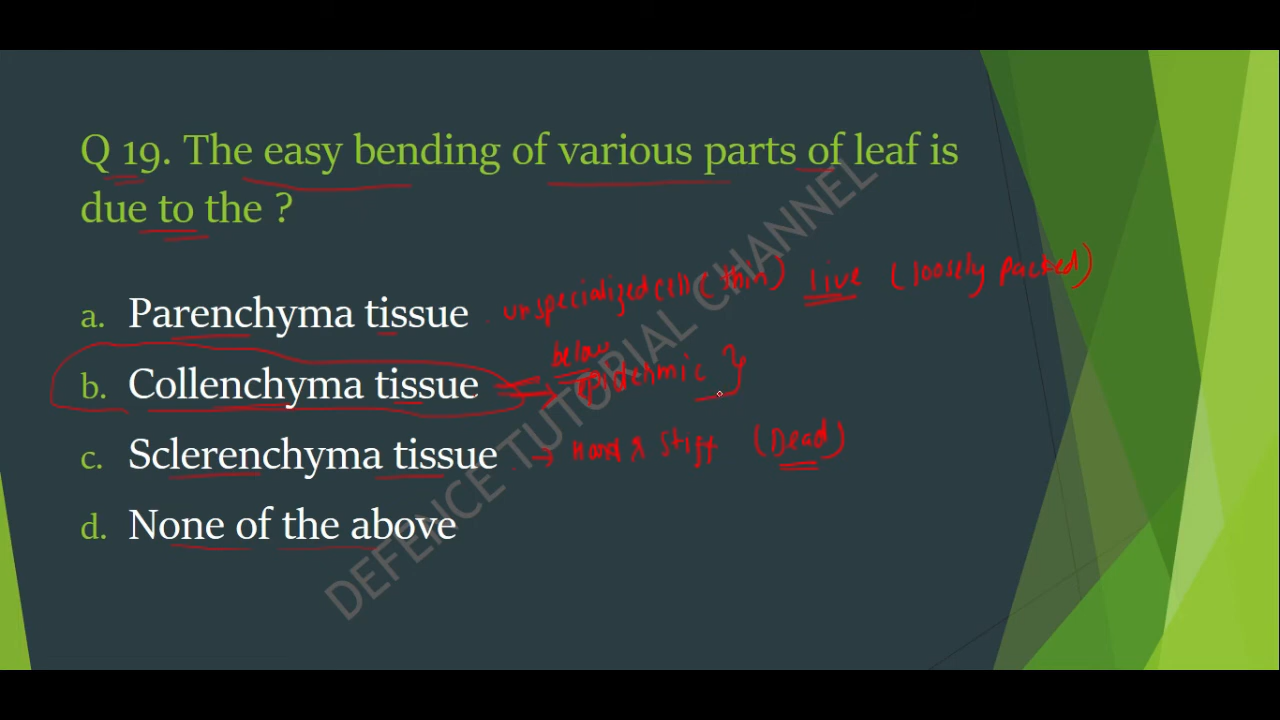 Q 19. The easy bending of various parts of leaf is
due to the ?
a. Parenchyma tissue
unspecialized cell (thin) live (loosely packed)
b. Collenchyma tissue
below
epidermic
c. Sclerenchyma tissue
Hard & Stiff (Dead)
d. None of the above
DEFENCE TUTORIAL CHANNEL